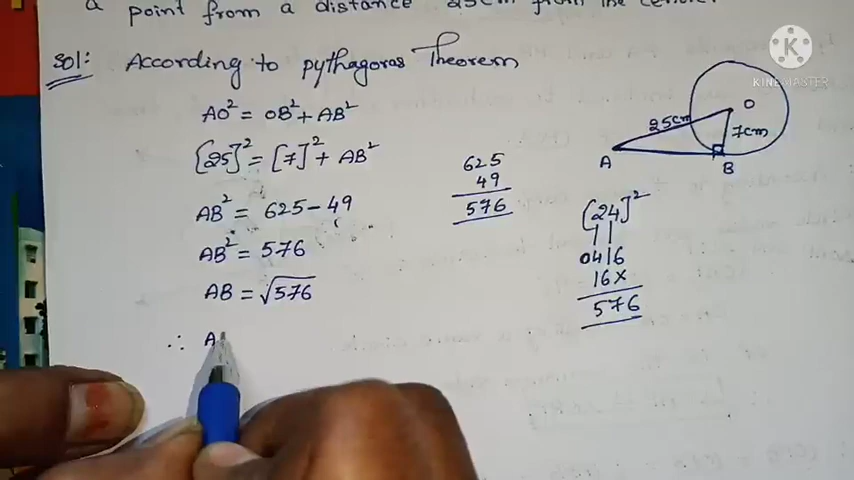 a point from a distance 25cm from the centre.
Sol: According to pythagoras Theorem
AO² = OB² + AB²
[25]² = [7]² + AB²
AB² = 625 - 49
AB² = 576
AB = √576
∴ A
625
49
576
[24]²
0416
16×
576
O
25cm
7cm
A
B
KINEMASTER